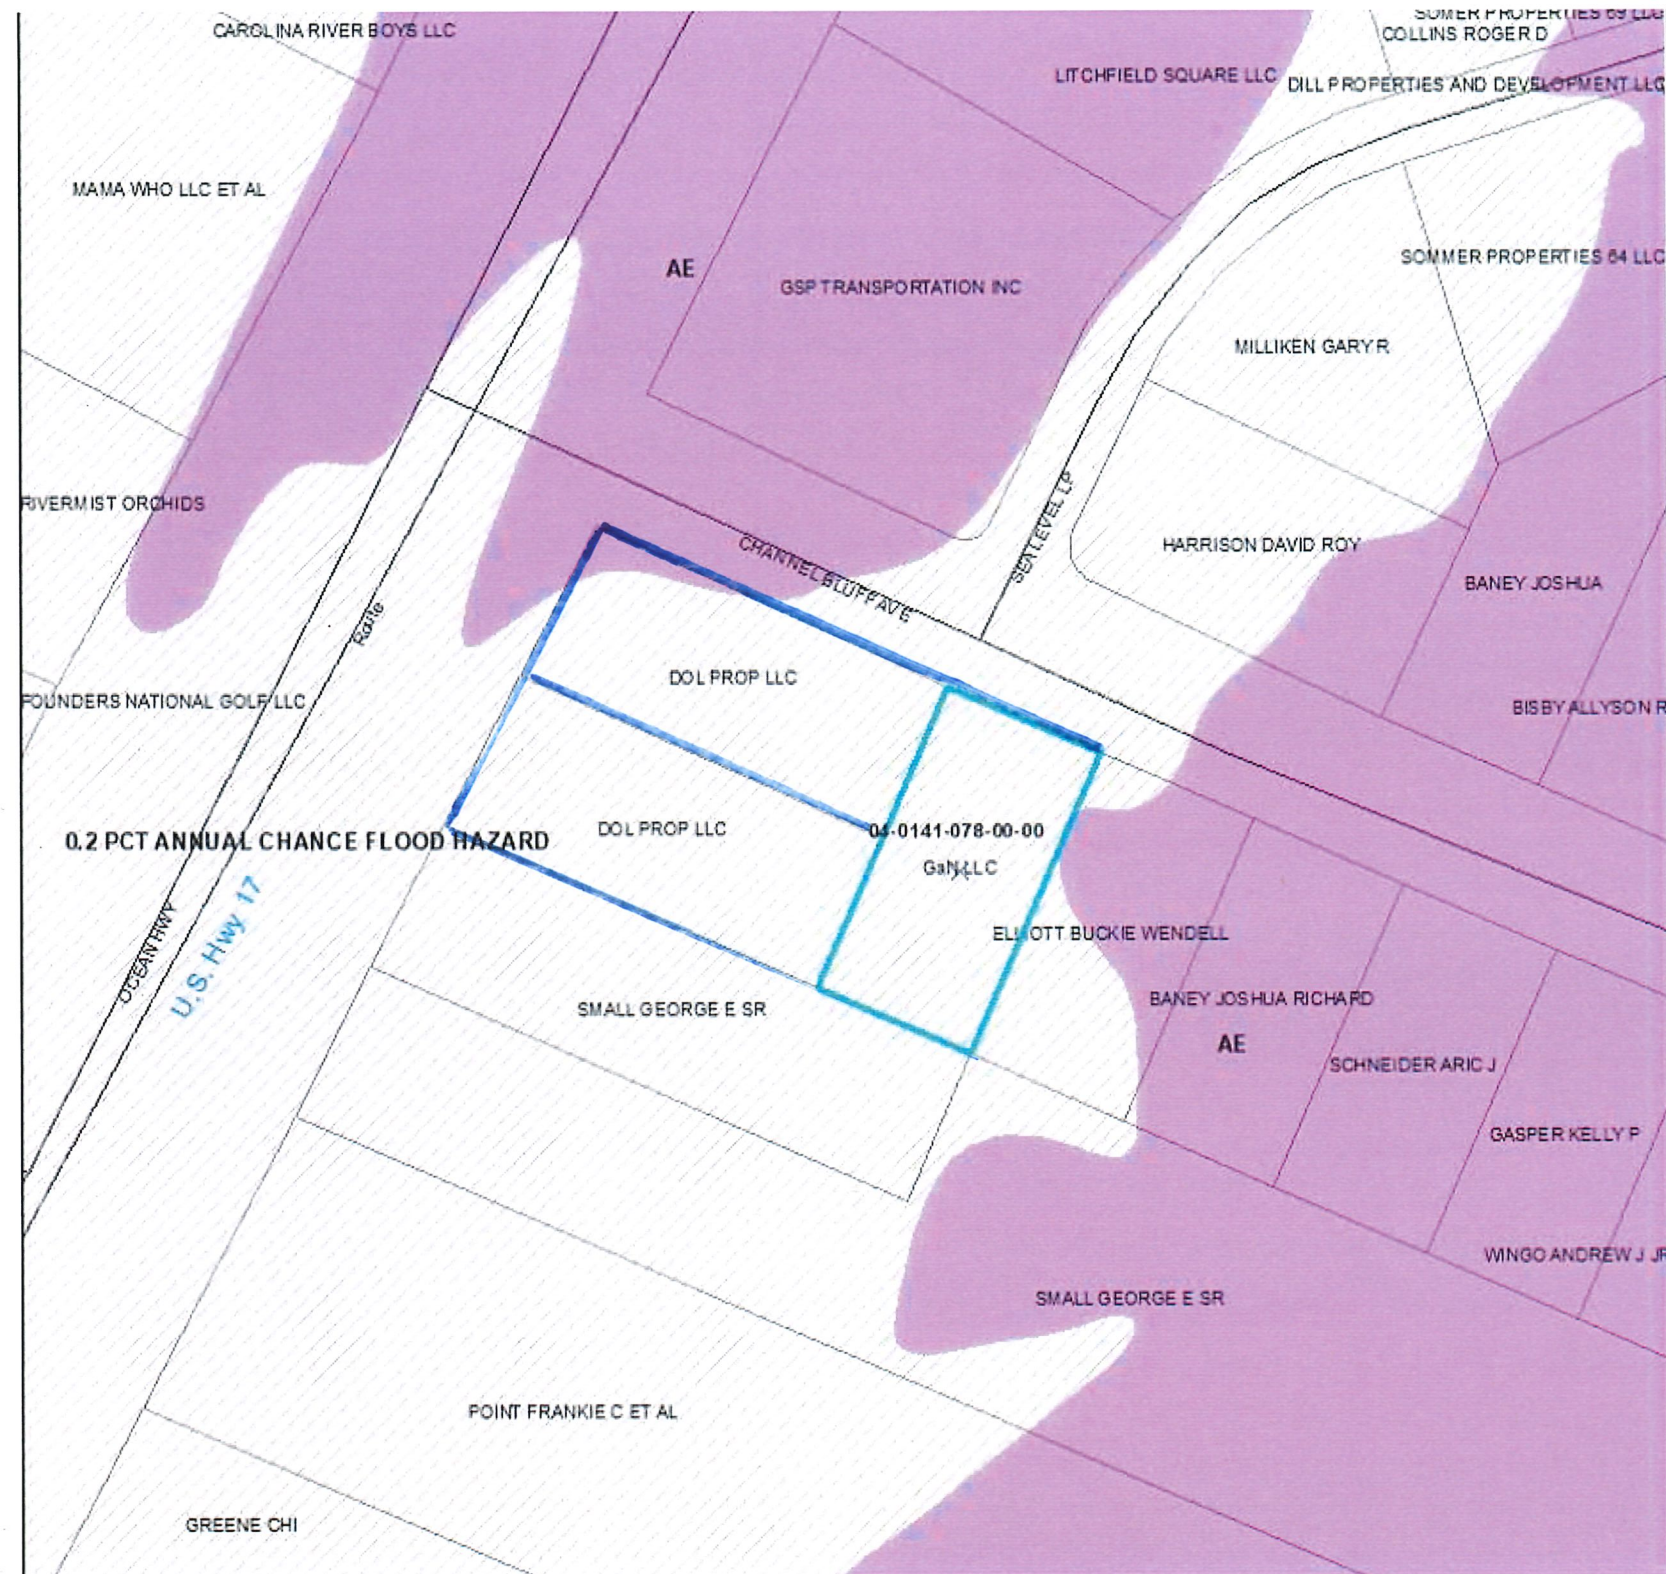 SOMER PROPERTIES 69 LLC
CAROLINA RIVER BOYS LLC
COLLINS ROGER D
LITCHFIELD SQUARE LLC
DILL PROPERTIES AND DEVELOPMENT LLC
MAMA WHO LLC ET AL
SOMMER PROPERTIES 64 LLC
AE
GSP TRANSPORTATION INC
MILLIKEN GARY R
RIVERMIST ORCHIDS
SEA LEVEL LP
HARRISON DAVID ROY
CHANNEL BLUFF AVE
BANEY JOSHUA
Route
DOL PROP LLC
FOUNDERS NATIONAL GOLF LLC
BISBY ALLYSON R
DOL PROP LLC
04-0141-078-00-00
0.2 PCT ANNUAL CHANCE FLOOD HAZARD
GaN LLC
ELLIOTT BUCKIE WENDELL
OCEAN HWY
U.S. Hwy 17
BANEY JOSHUA RICHARD
SMALL GEORGE E SR
AE
SCHNEIDER ARIC J
GASPER KELLY P
WINGO ANDREW J JR
SMALL GEORGE E SR
POINT FRANKIE C ET AL
GREENE CHI